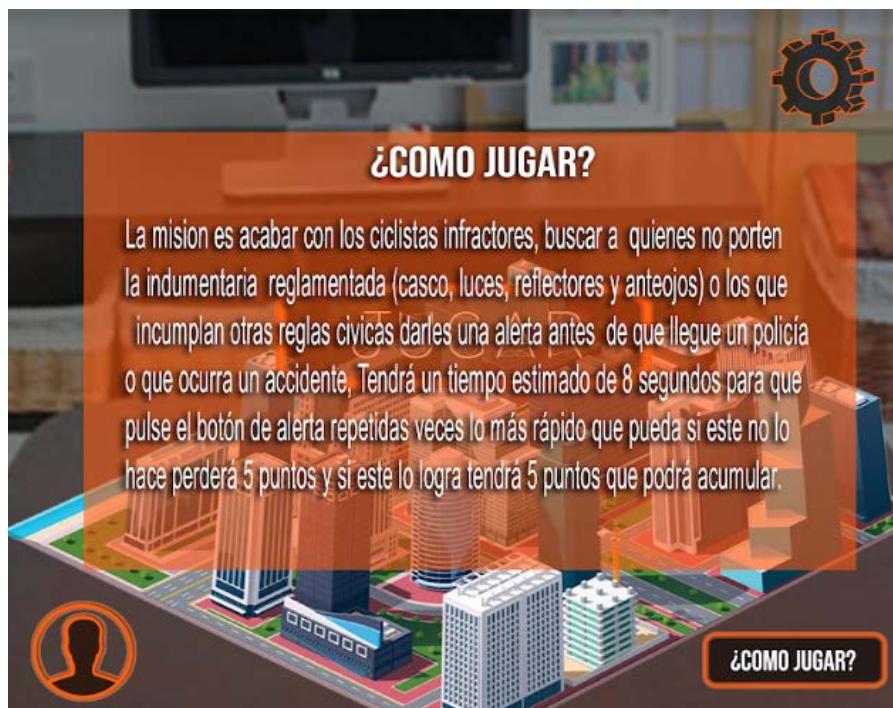 ¿COMO JUGAR?
La mision es acabar con los ciclistas infractores, buscar a quienes no porten
la indumentaria reglamentada (casco, luces, reflectores y anteojos) o los que
incumplan otras reglas civicas darles una alerta antes de que llegue un policía
o que ocurra un accidente, Tendrá un tiempo estimado de 8 segundos para que
pulse el botón de alerta repetidas veces lo más rápido que pueda si este no lo
hace perderá 5 puntos y si este lo logra tendrá 5 puntos que podrá acumular.
JUGAR
¿COMO JUGAR?